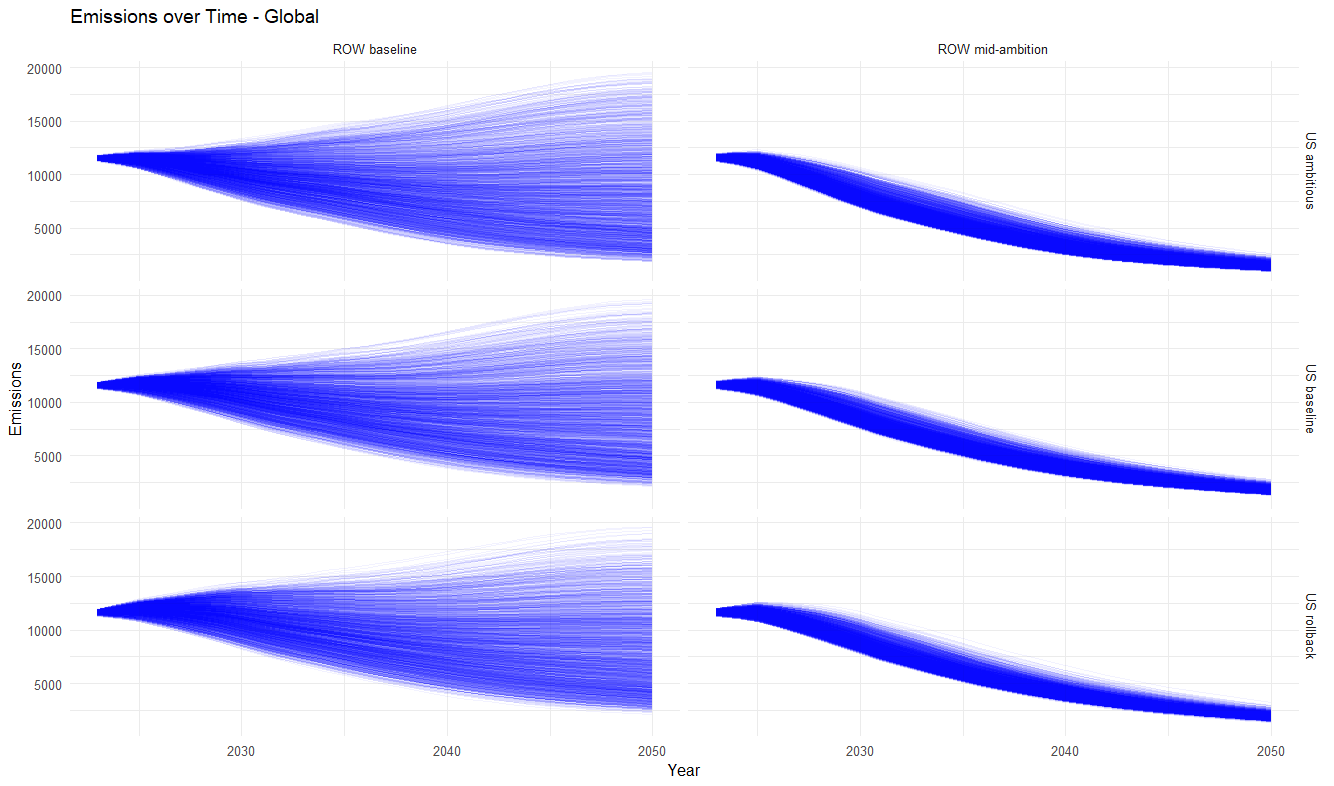 Emissions over Time - Global
ROW baseline
ROW mid-ambition
20000
15000
10000
5000
US ambitious
20000
15000
10000
5000
US baseline
20000
15000
10000
5000
US rollback
Emissions
2030
2040
2050
2030
2040
2050
Year